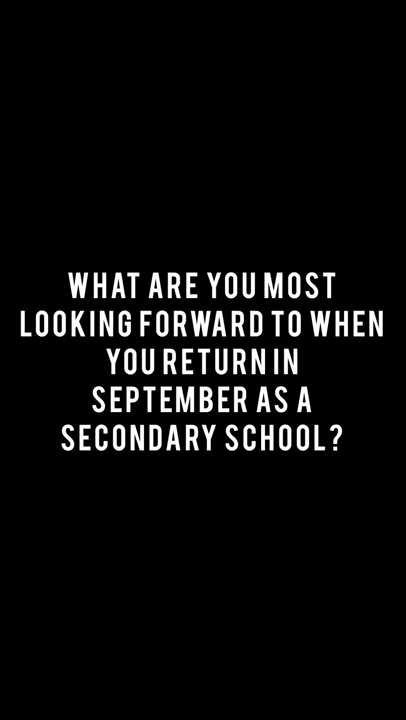 WHAT ARE YOU MOST
LOOKING FORWARD TO WHEN
YOU RETURN IN
SEPTEMBER AS A
SECONDARY SCHOOL?